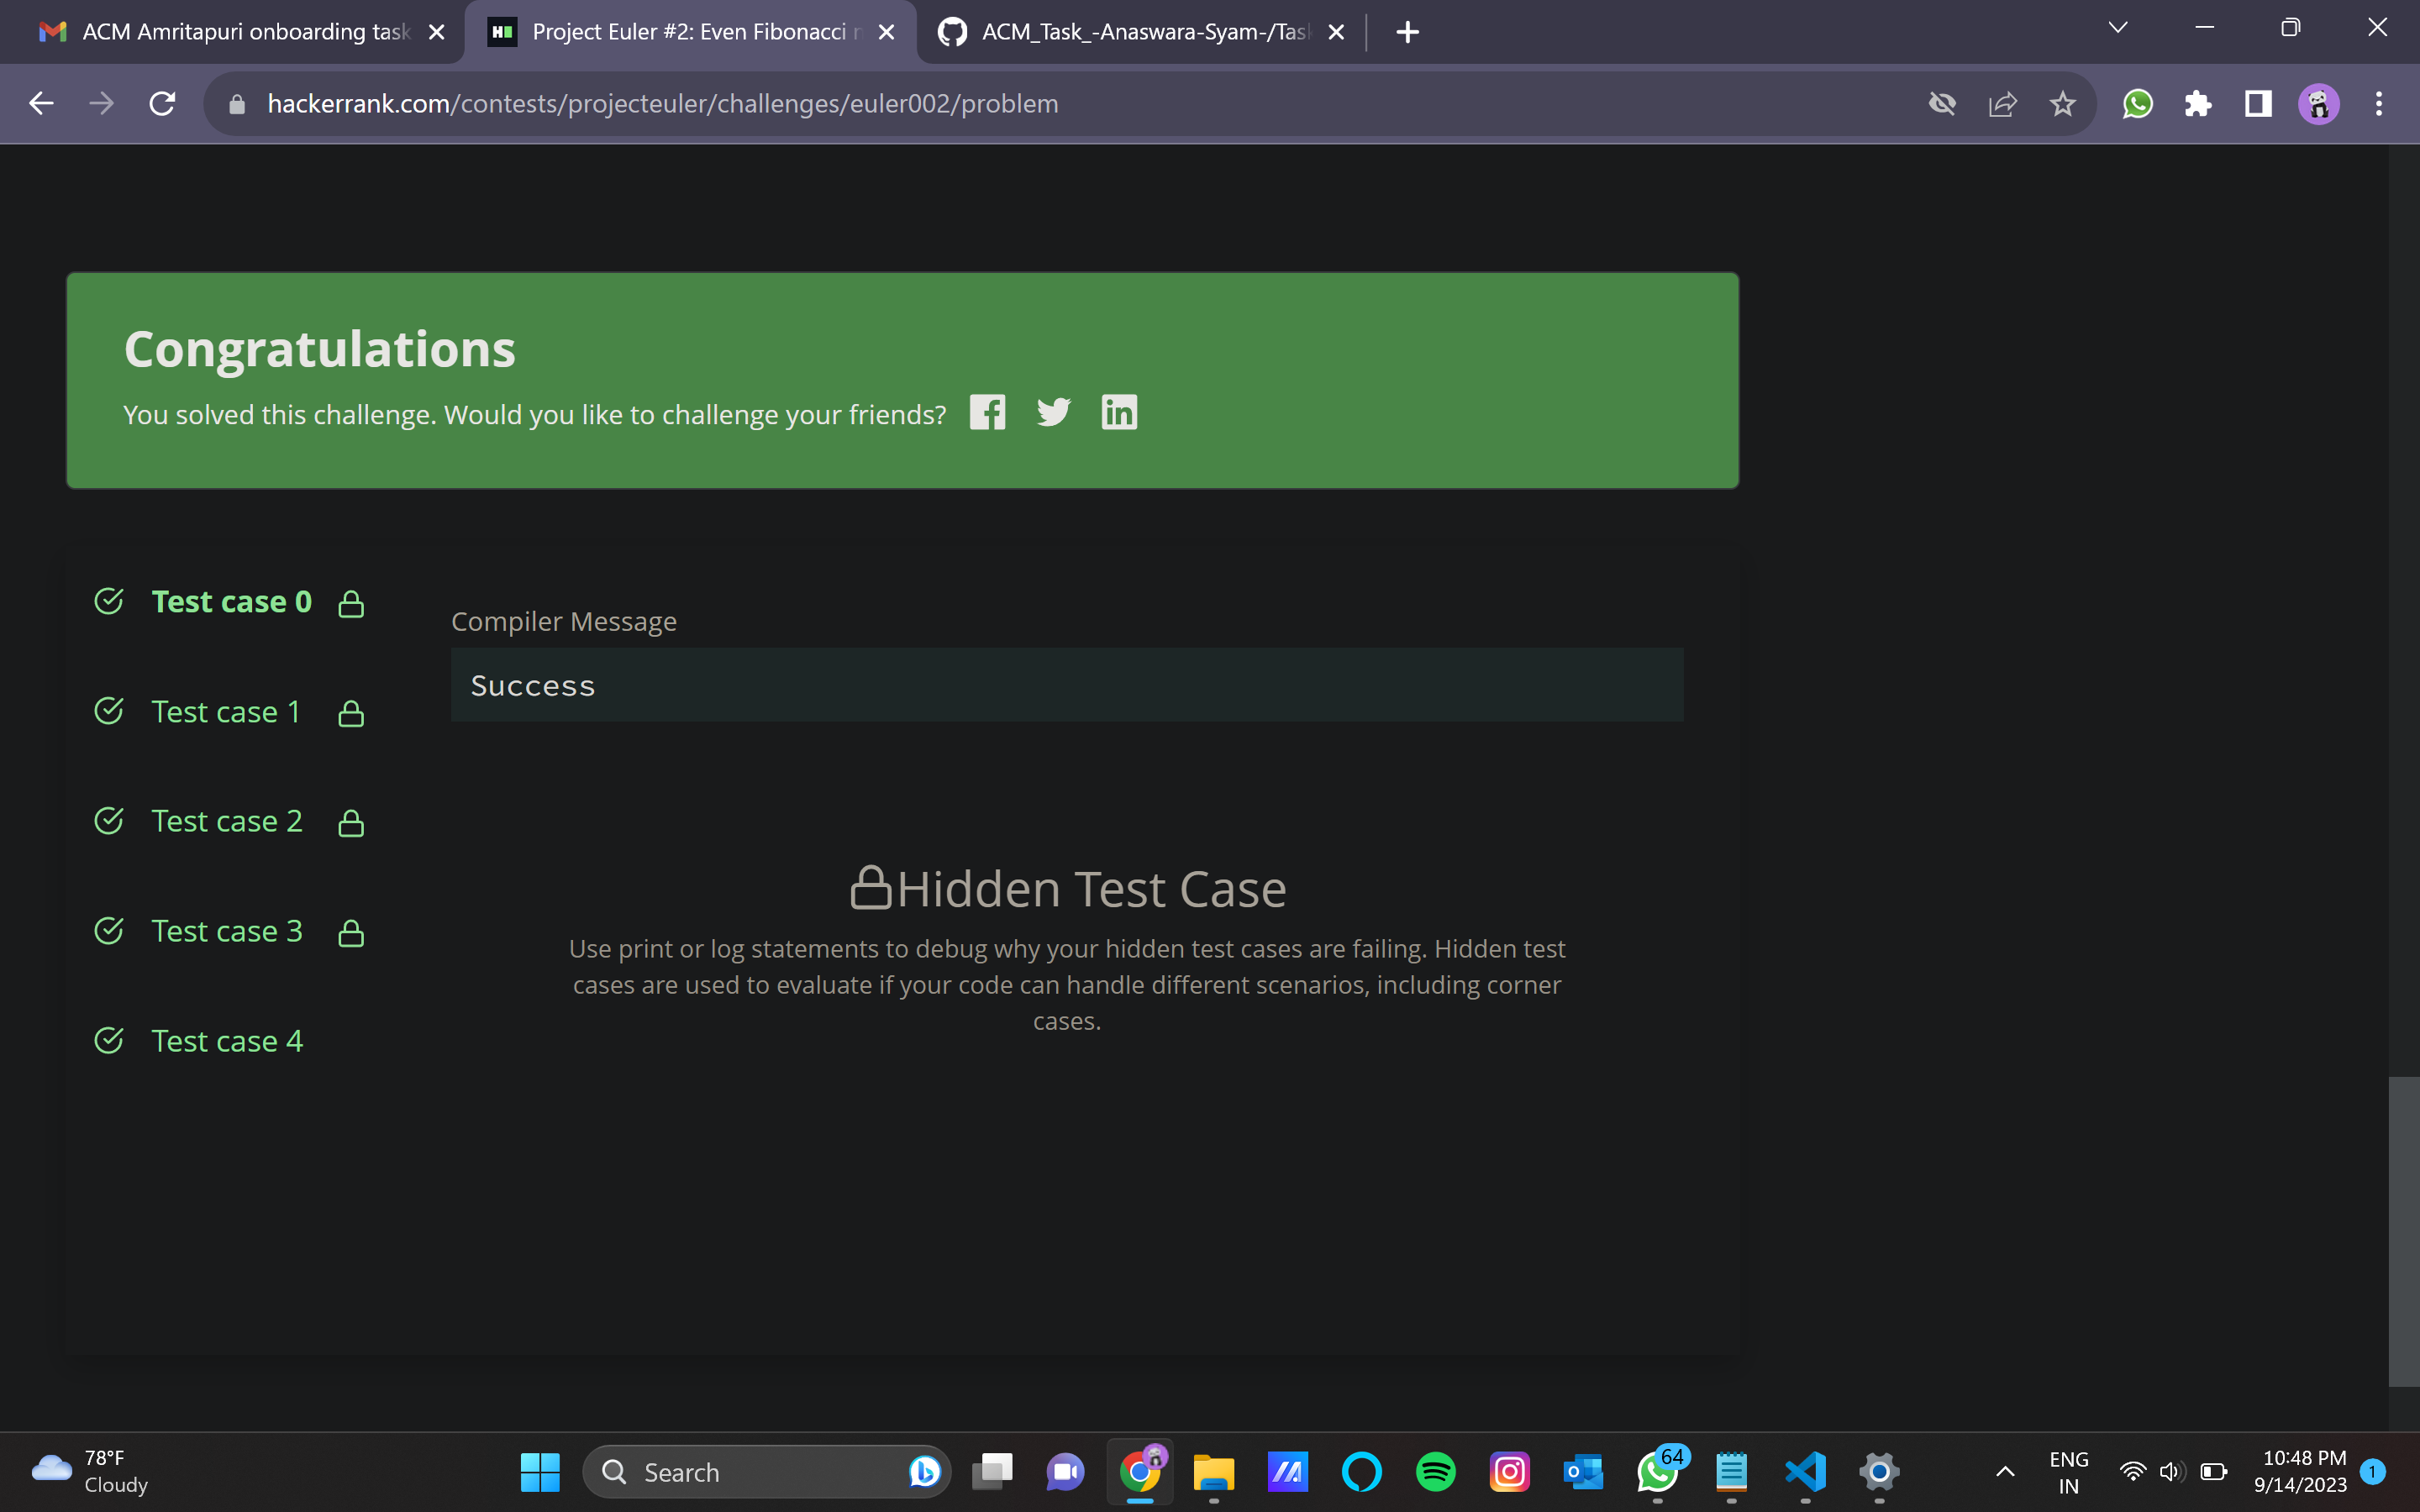 ACM Amritapuri onboarding task
Project Euler #2: Even Fibonacci n
ACM_Task_-Anaswara-Syam-/Tas
hackerrank.com/contests/projecteuler/challenges/euler002/problem
Congratulations
You solved this challenge. Would you like to challenge your friends?
Test case 0
Test case 1
Test case 2
Test case 3
Test case 4
Compiler Message
Success
Hidden Test Case
Use print or log statements to debug why your hidden test cases are failing. Hidden test
cases are used to evaluate if your code can handle different scenarios, including corner
cases.
78°F
Cloudy
Search
64
ENG
IN
10:48 PM
9/14/2023
1